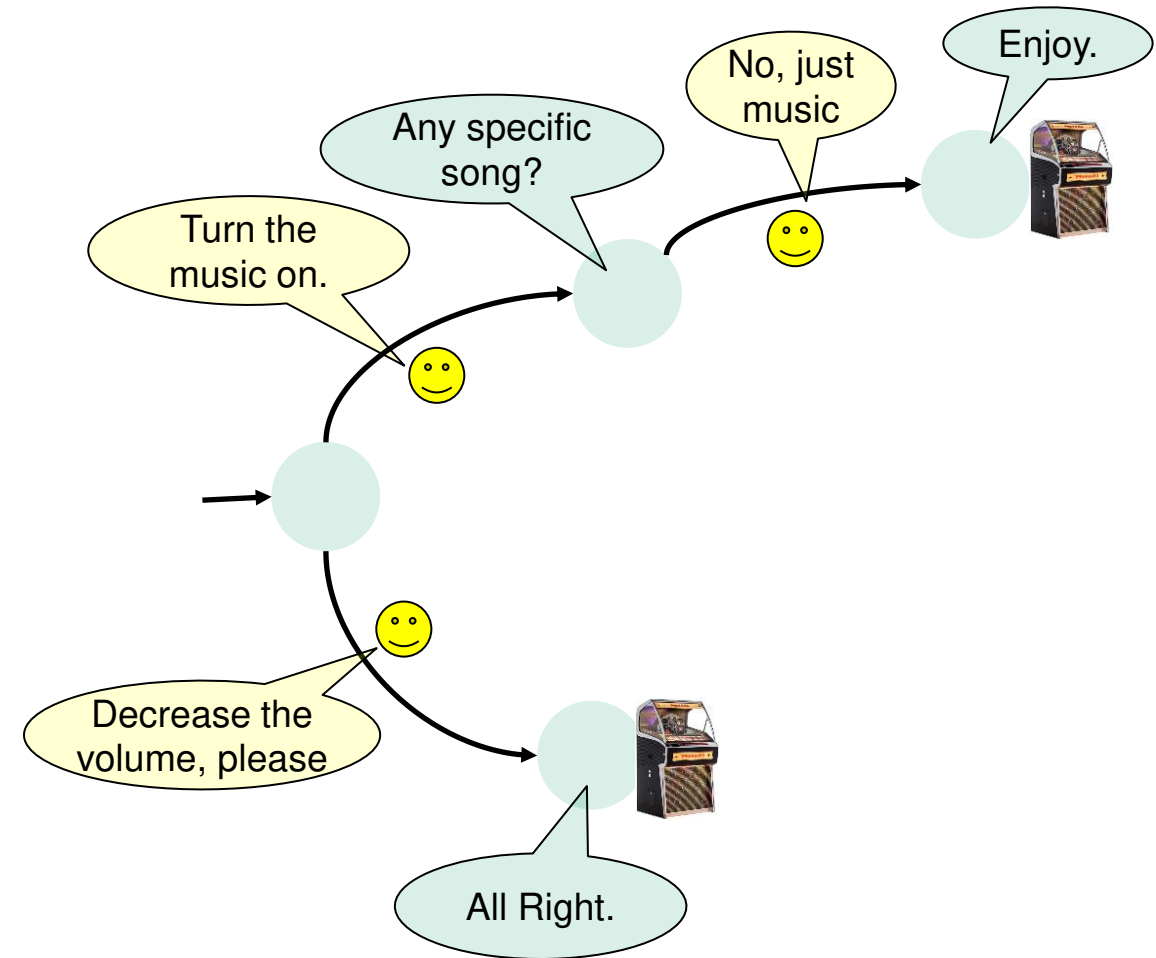 Enjoy.
No, just
music
Any specific
song?
Turn the
music on.
Decrease the
volume, please
All Right.